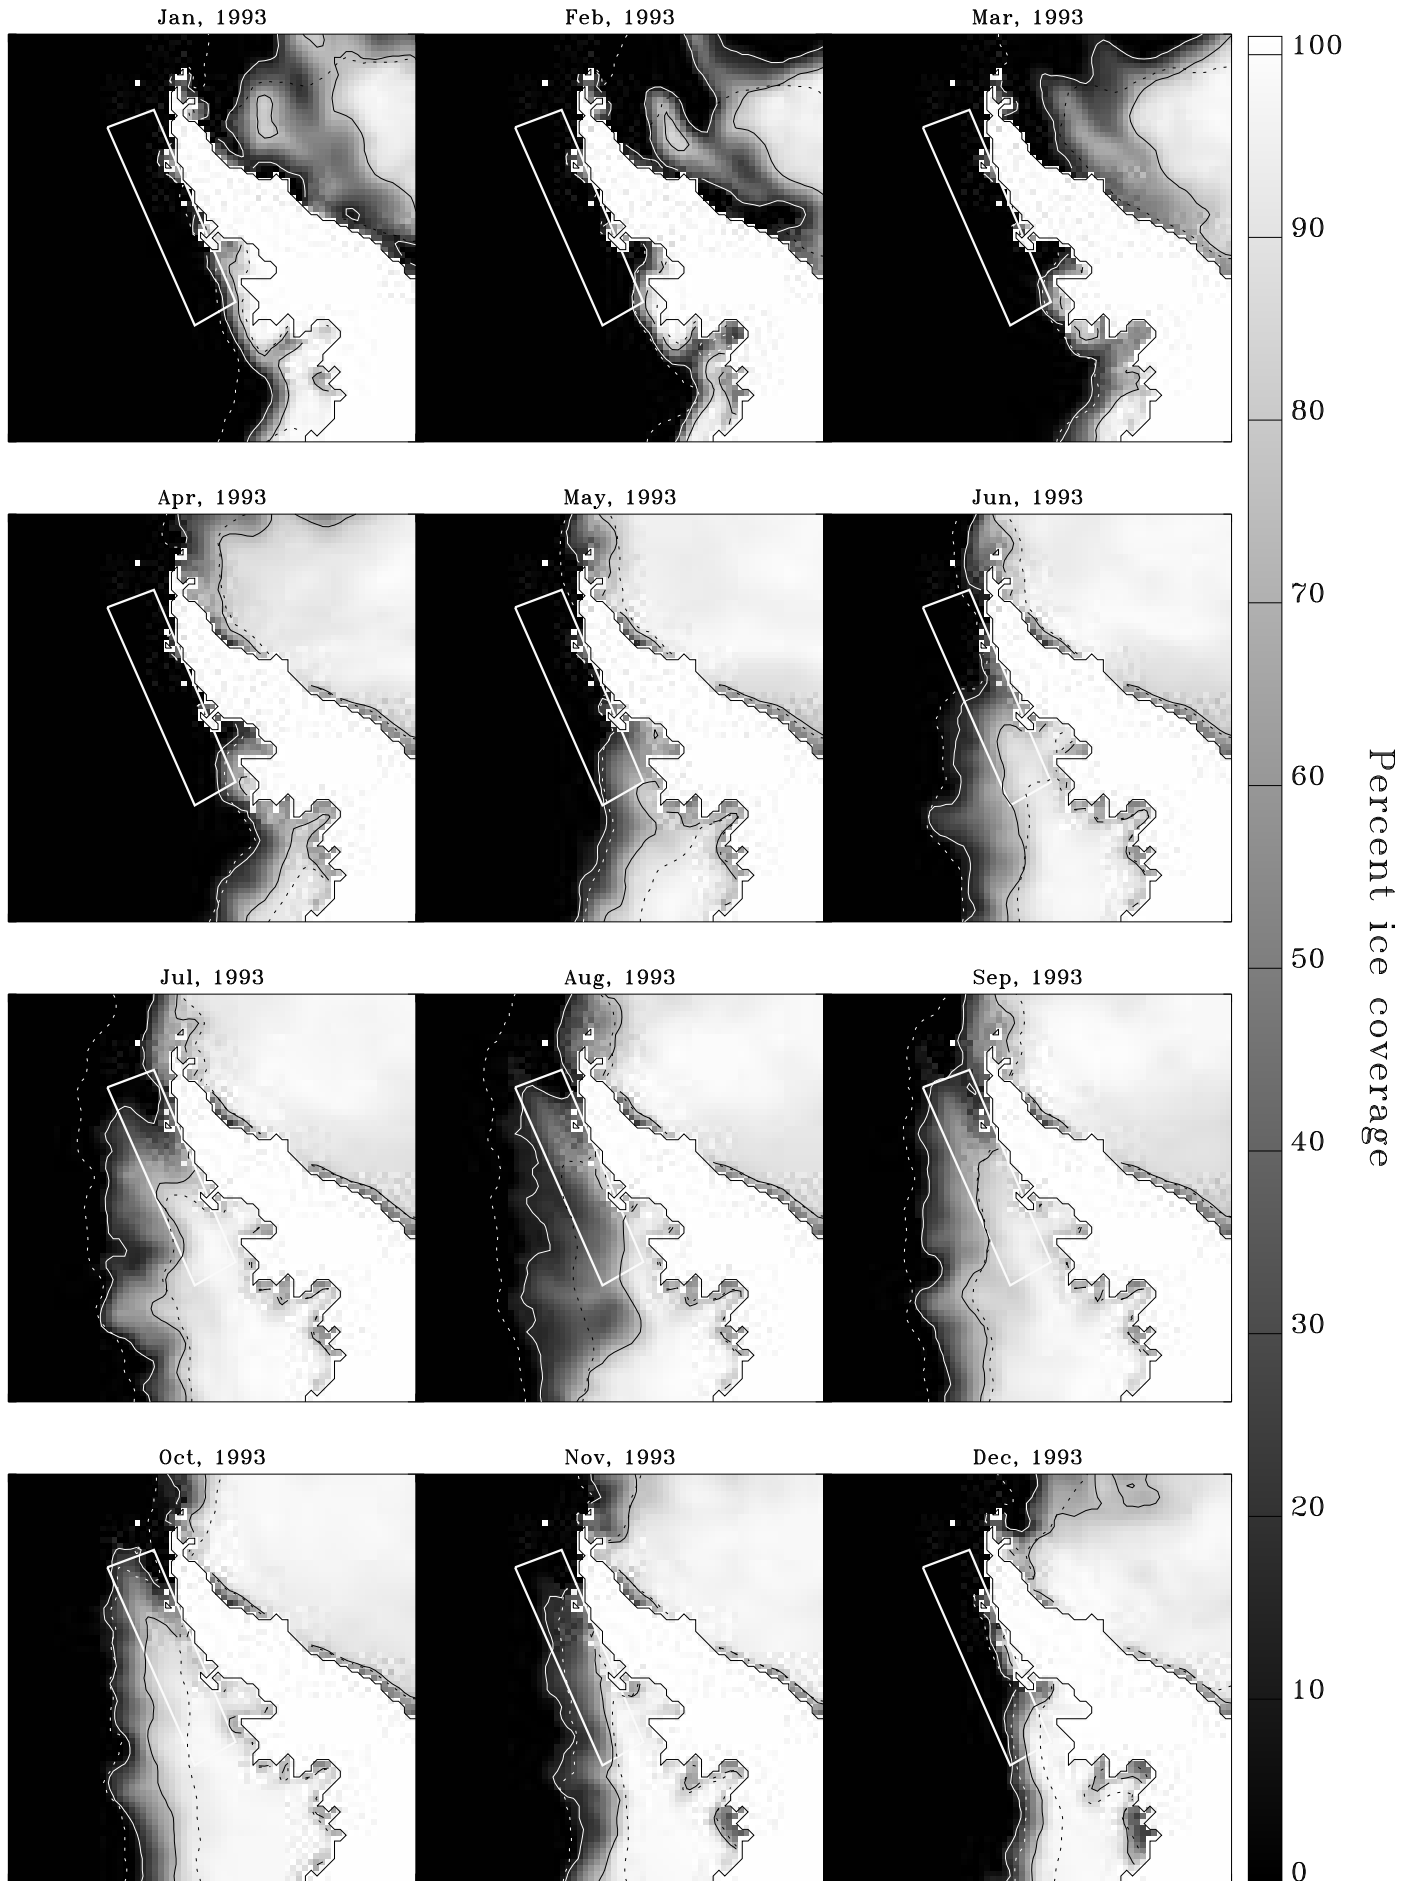 Jan, 1993
Feb, 1993
Mar, 1993
Apr, 1993
May, 1993
Jun, 1993
Jul, 1993
Aug, 1993
Sep, 1993
Oct, 1993
Nov, 1993
Dec, 1993
100
90
80
70
60
50
40
30
20
10
0
Percent ice coverage